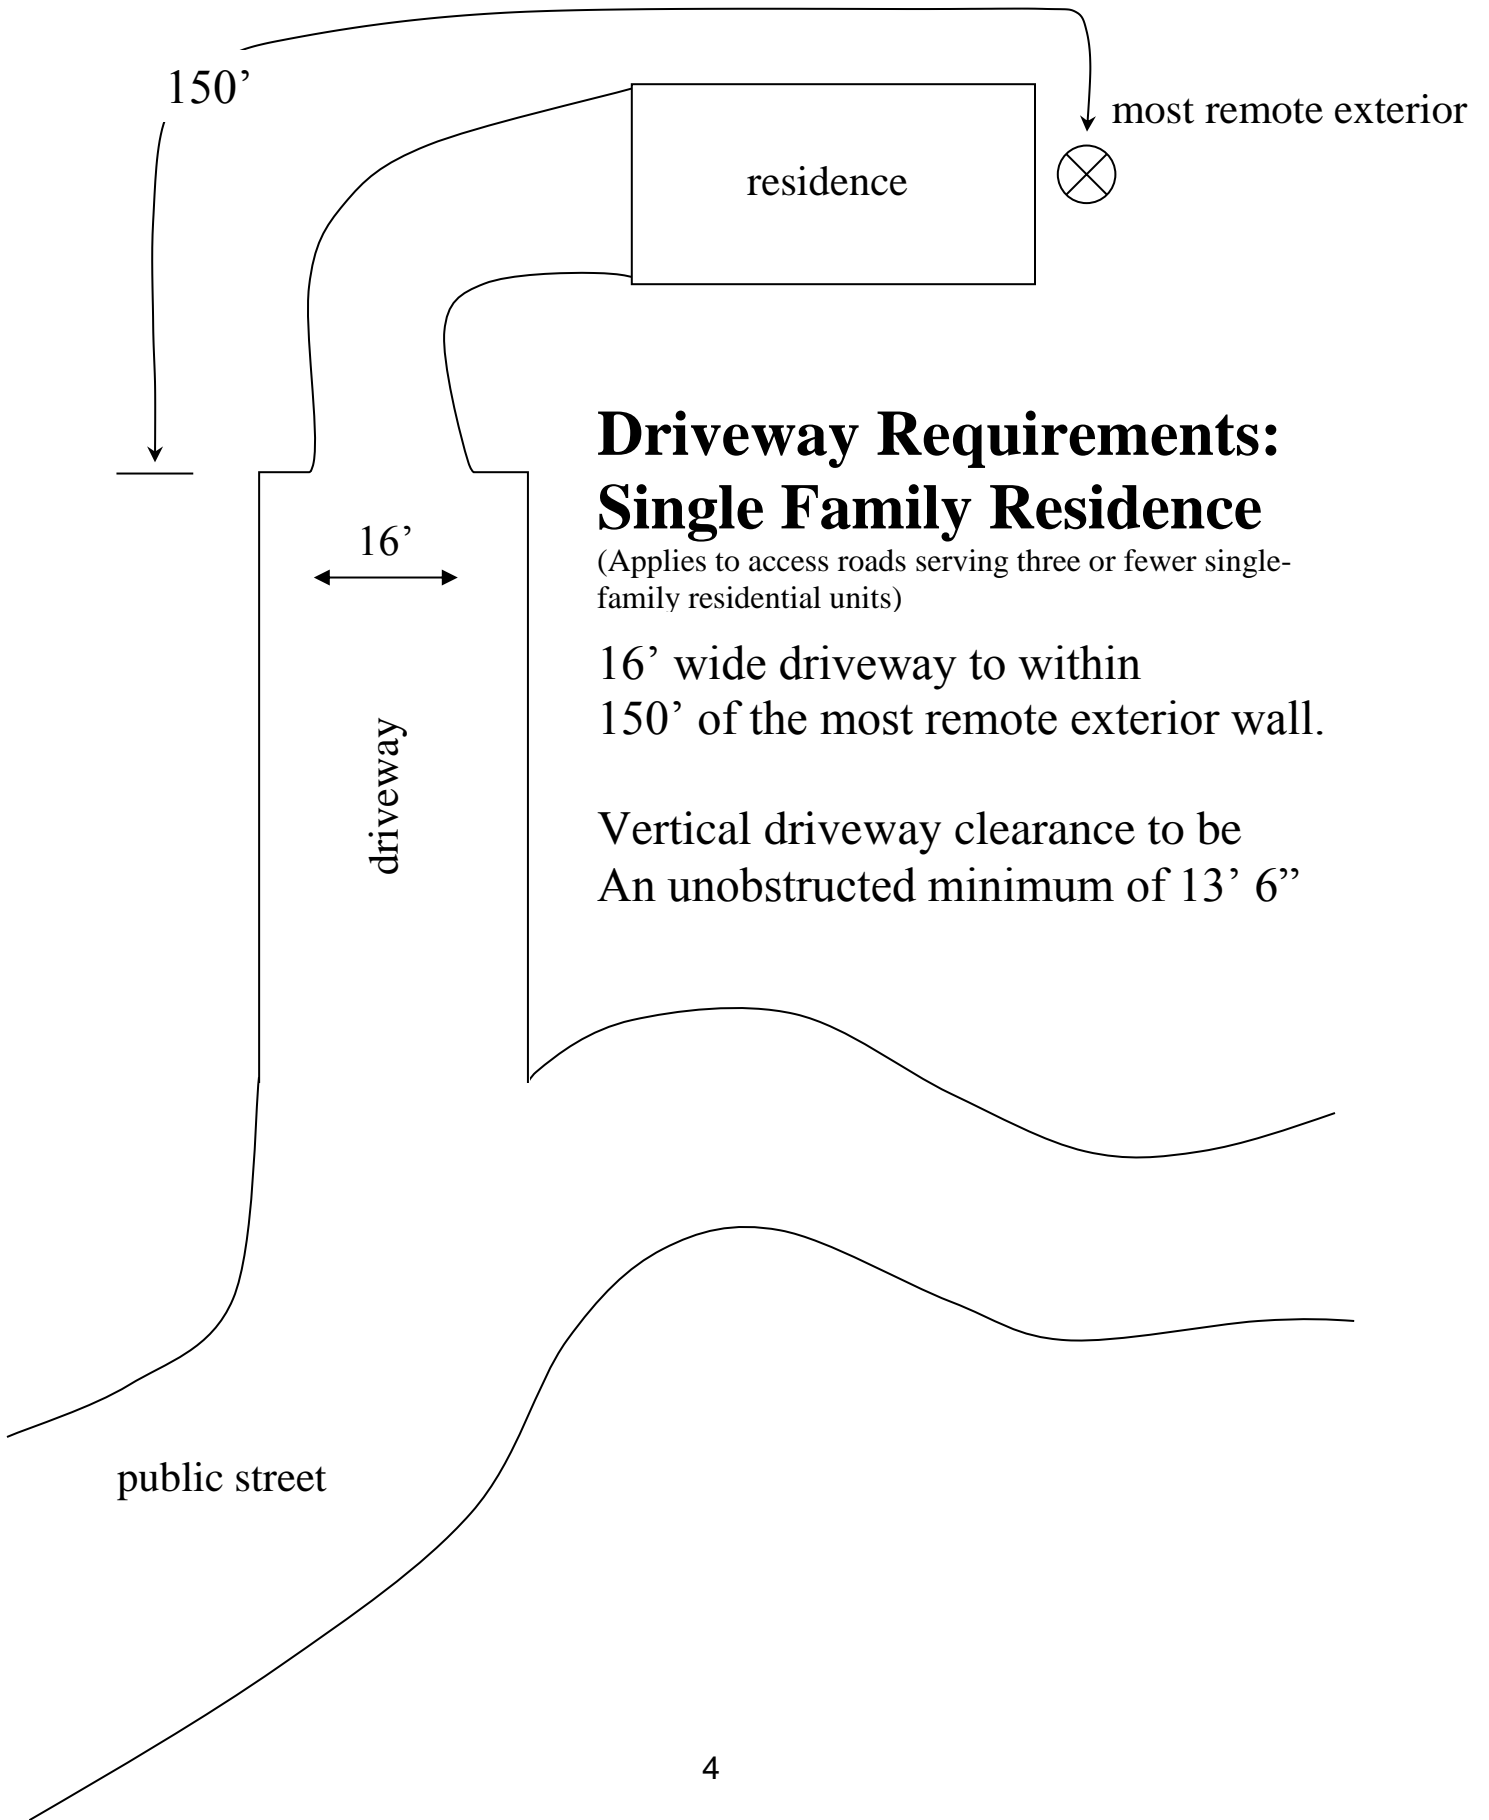 150’
most remote exterior
residence
Driveway Requirements:
Single Family Residence
(Applies to access roads serving three or fewer single-
family residential units)
16’
16’ wide driveway to within
150’ of the most remote exterior wall.
driveway
Vertical driveway clearance to be
An unobstructed minimum of 13’ 6”
public street
4